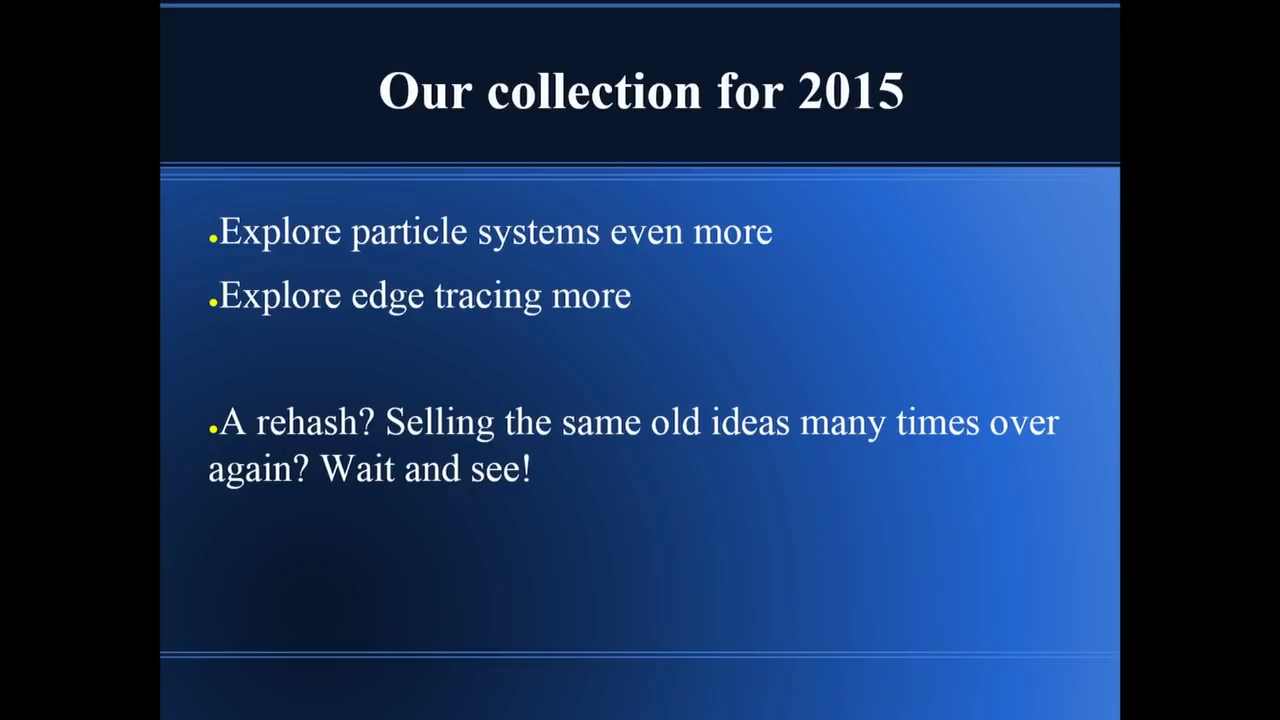 Our collection for 2015
●Explore particle systems even more
●Explore edge tracing more
●A rehash? Selling the same old ideas many times over
again? Wait and see!